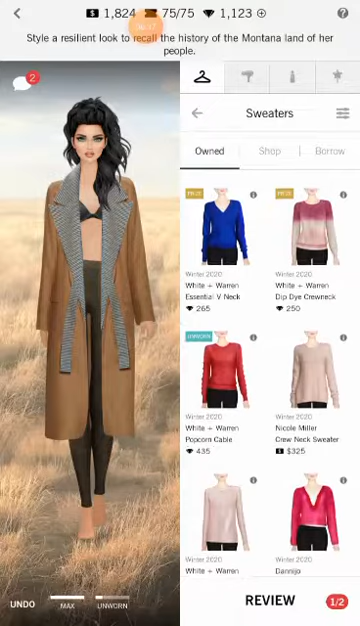 $ 1,824 75/75 1,123
Style a resilient look to recall the history of the Montana land of her
people.
2
Sweaters
Owned
Shop
Borrow
PRIZE
Winter 2020
White + Warren
Essential V Neck
265
PRIZE
Winter 2020
White + Warren
Dip Dye Crewneck
250
UNWORN
Winter 2020
White + Warren
Popcorn Cable
435
Winter 2020
Nicole Miller
Crew Neck Sweater
$ $325
Winter 2020
White + Warren
Winter 2020
Dannijo
UNDO
MAX
UNWORN
REVIEW
1/2